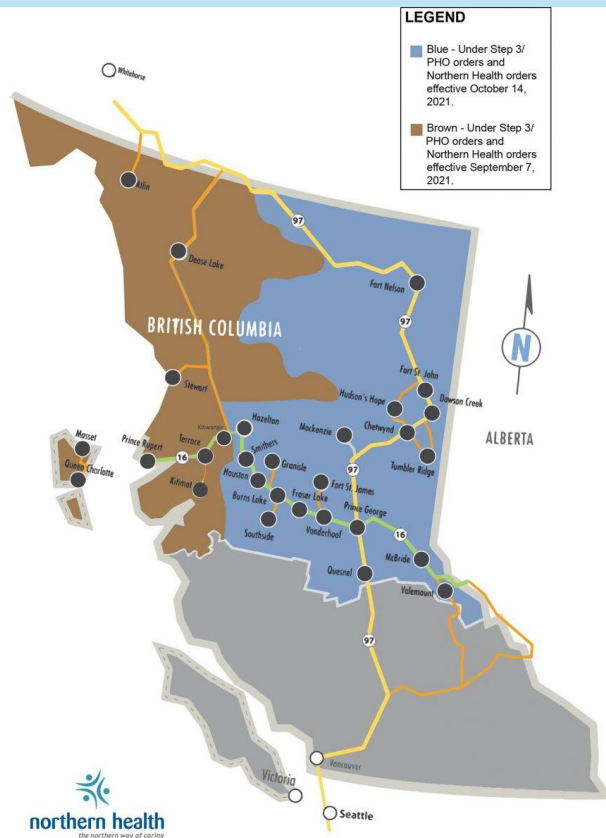 LEGEND
Blue - Under Step 3/
PHO orders and
Northern Health orders
effective October 14,
2021.
Brown - Under Step 3/
PHO orders and
Northern Health orders
effective September 7,
2021.
Whitehorse
Atlin
97
Dease Lake
Fort Nelson
BRITISH COLUMBIA
97
N
Fort St. John
Stewart
Hudson's Hope
Dawson Creek
Kitwanga
Hazelton
Mackenzie
Chetwynd
ALBERTA
Masset
Prince Rupert
16
Terrace
Smithers
Granisle
97
Tumbler Ridge
Queen Charlotte
Kitimat
Houston
Fort St. James
Burns Lake
Fraser Lake
Prince George
16
Southside
Vanderhoof
McBride
Quesnel
Valemount
97
Vancouver
Victoria
Seattle
northern health
the northern way of caring